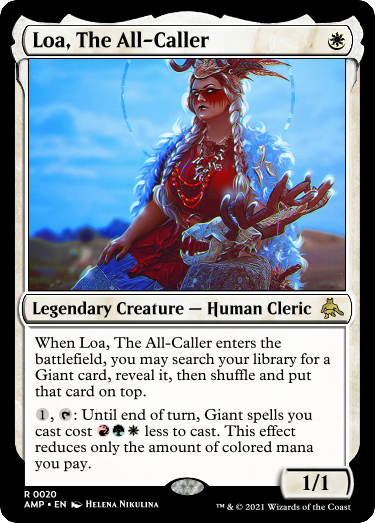 Loa, The All-Caller
Legendary Creature — Human Cleric
When Loa, The All-Caller enters the
battlefield, you may search your library for a
Giant card, reveal it, then shuffle and put
that card on top.
1, : Until end of turn, Giant spells you
cast cost less to cast. This effect
reduces only the amount of colored mana
you pay.
1/1
R 0020
AMP • EN Helena Nikulina
™ & © 2021 Wizards of the Coast